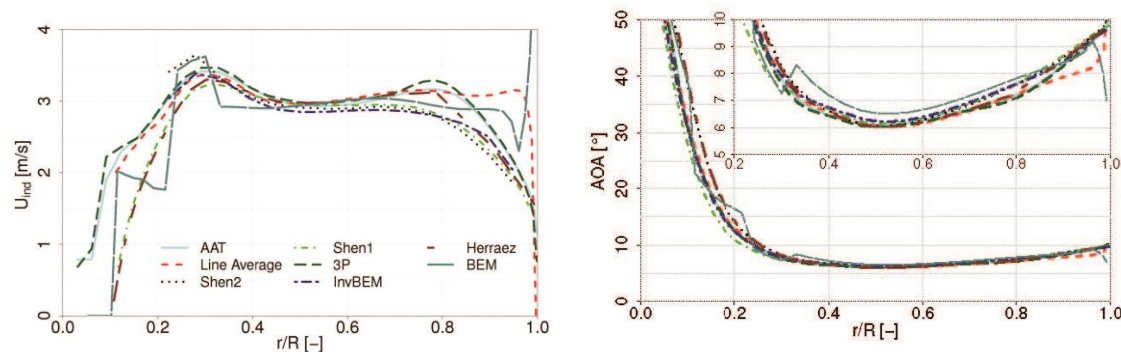 4
3
2
1
0
U_ind [m/s]
AAT
Line Average
Shen2
Shen1
3P
InvBEM
Herraez
BEM
0.0 0.2 0.4 0.6 0.8 1.0
r/R [–]
50
40
30
20
10
0
AOA [°]
10
9
8
7
6
5
0.2 0.4 0.6 0.8 1.0
0.0 0.2 0.4 0.6 0.8 1.0
r/R [–]